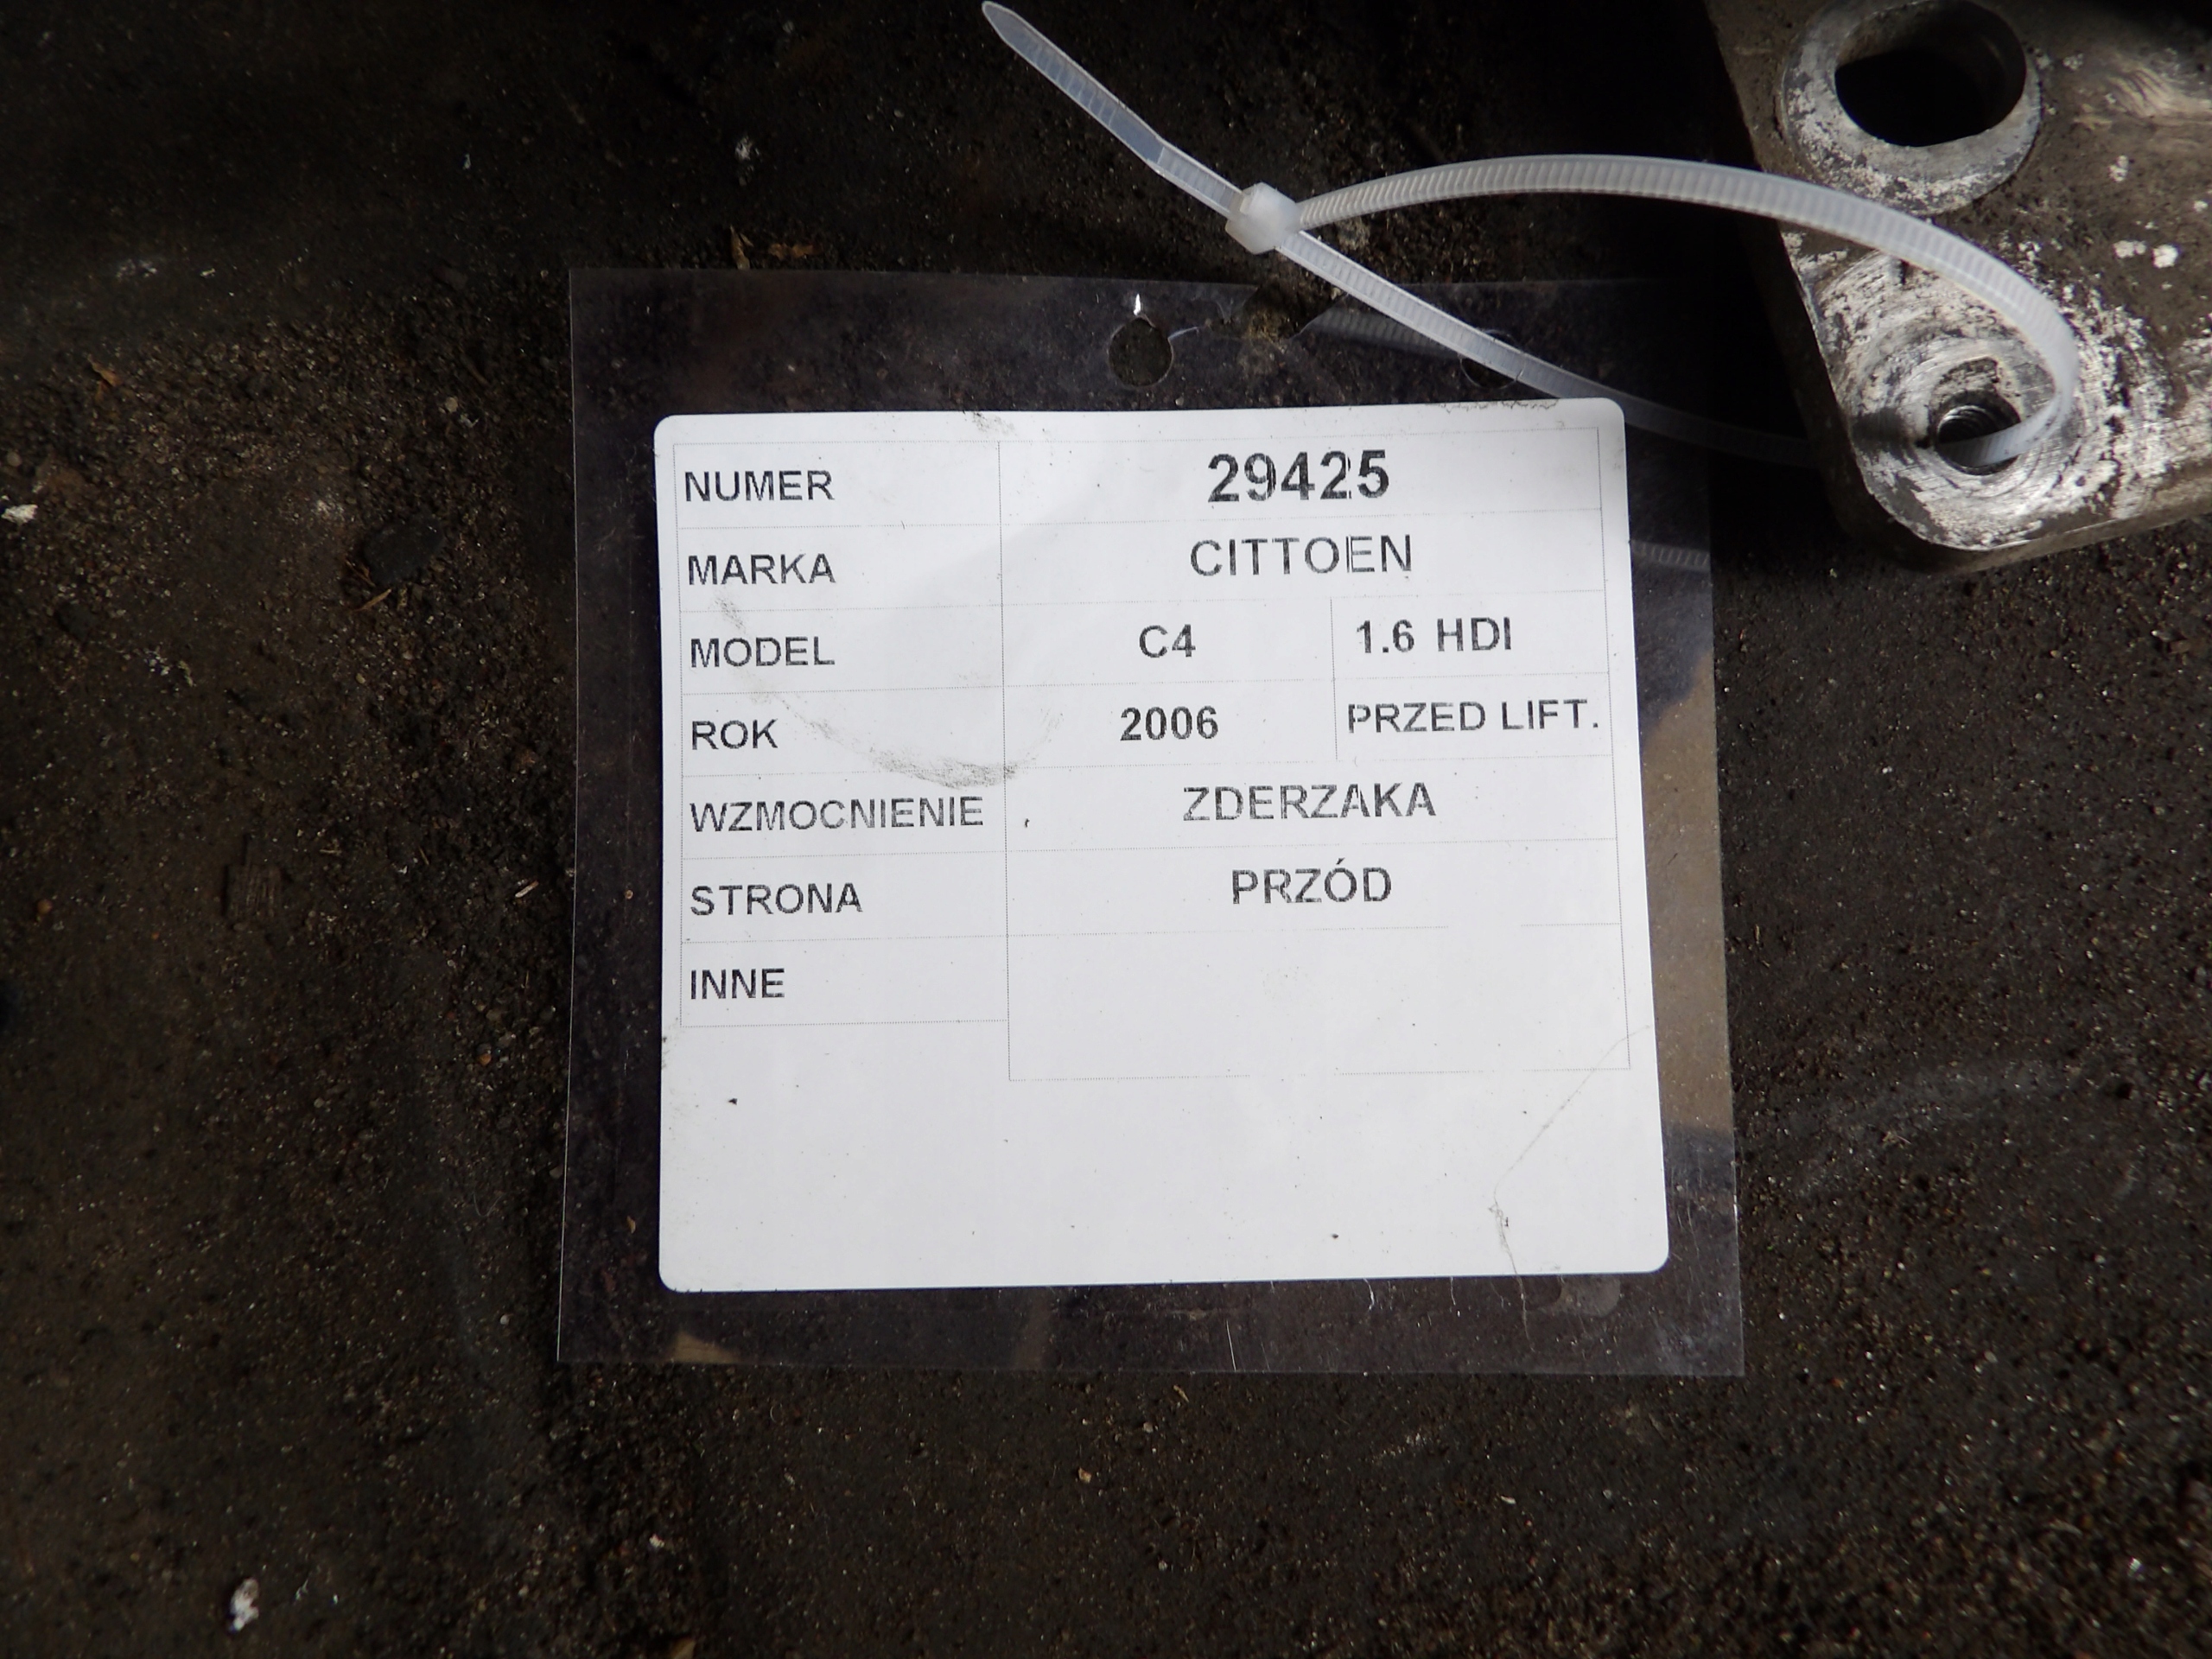 NUMER 29425
MARKA CITTOEN
MODEL C4 1.6 HDI
ROK 2006 PRZED LIFT.
WZMOCNIENIE ZDERZAKA
STRONA PRZÓD
INNE